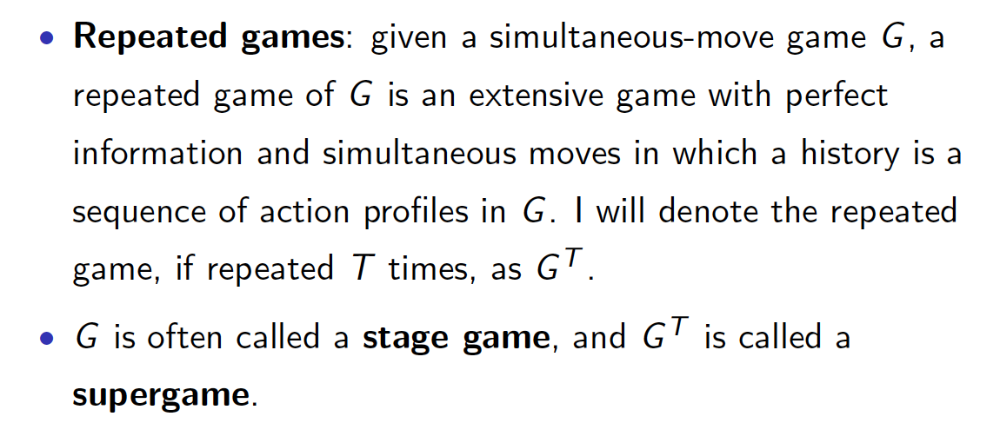 • Repeated games: given a simultaneous-move game G, a
repeated game of G is an extensive game with perfect
information and simultaneous moves in which a history is a
sequence of action profiles in G. I will denote the repeated
game, if repeated T times, as G^T.
• G is often called a stage game, and G^T is called a
supergame.